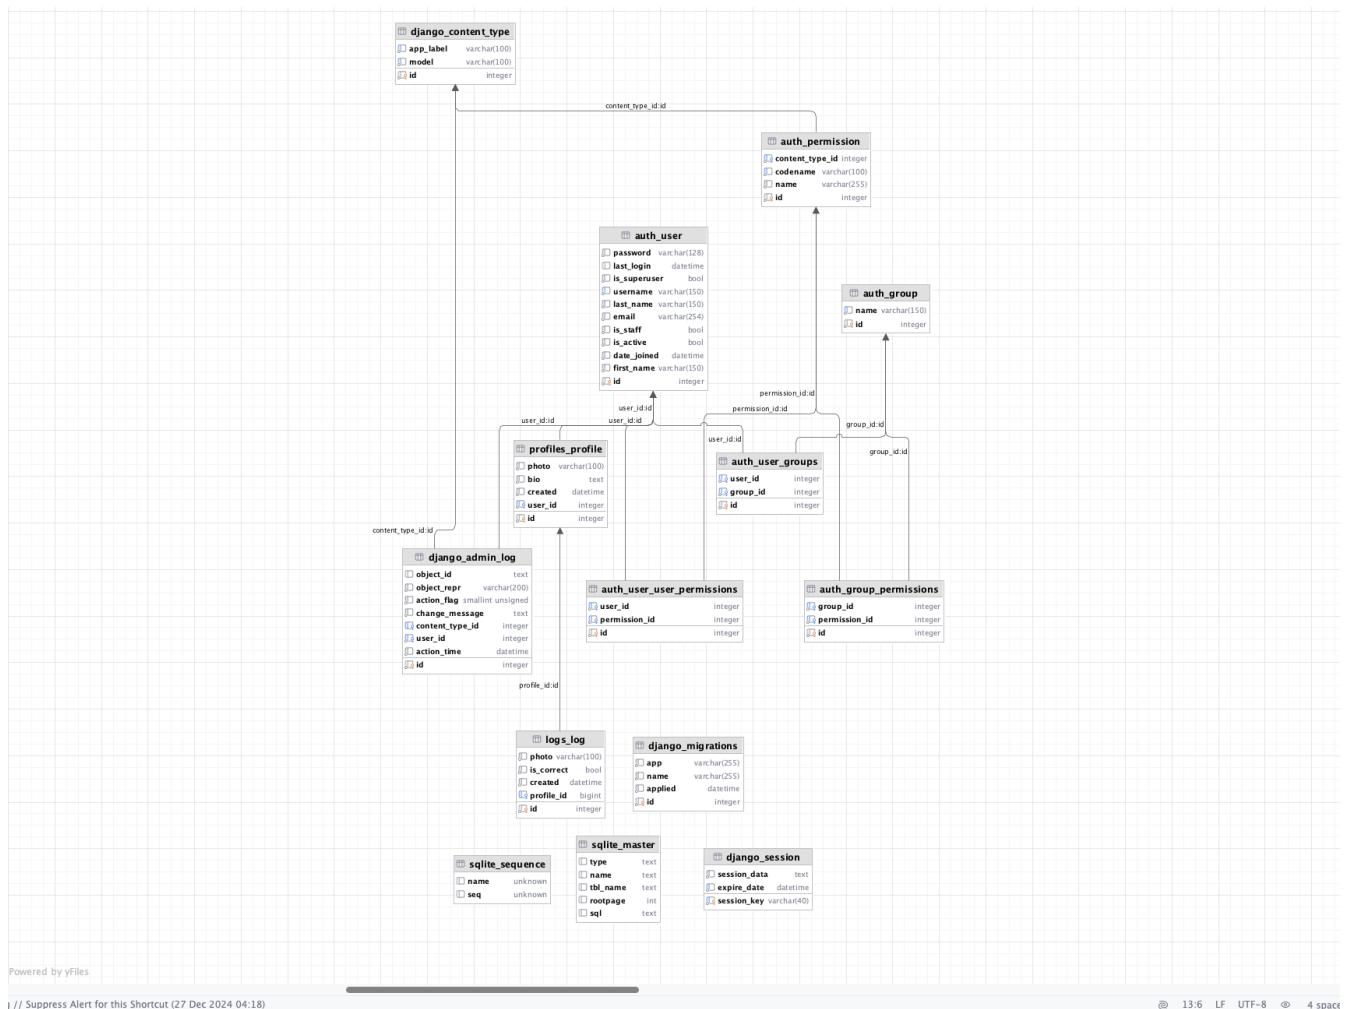 django_content_type
app_label varchar(100)
model varchar(100)
id integer
content_type_id:id
auth_permission
content_type_id integer
codename varchar(100)
name varchar(255)
id integer
auth_user
password varchar(128)
last_login datetime
is_superuser bool
username varchar(150)
last_name varchar(150)
email varchar(254)
is_staff bool
is_active bool
date_joined datetime
first_name varchar(150)
id integer
auth_group
name varchar(150)
id integer
permission_id:id
user_id:id
permission_id:id
user_id:id
user_id:id
group_id:id
user_id:id
group_id:id
profiles_profile
photo varchar(100)
bio text
created datetime
user_id integer
id integer
auth_user_groups
user_id integer
group_id integer
id integer
content_type_id:id
django_admin_log
object_id text
object_repr varchar(200)
action_flag smallint unsigned
change_message text
content_type_id integer
user_id integer
action_time datetime
id integer
auth_user_user_permissions
user_id integer
permission_id integer
id integer
auth_group_permissions
group_id integer
permission_id integer
id integer
profile_id:id
logs_log
photo varchar(100)
is_correct bool
created datetime
profile_id bigint
id integer
django_migrations
app varchar(255)
name varchar(255)
applied datetime
id integer
sqlite_sequence
name unknown
seq unknown
sqlite_master
type text
name text
tbl_name text
rootpage int
sql text
django_session
session_data text
expire_date datetime
session_key varchar(40)
Powered by yFiles
// Suppress Alert for this Shortcut (27 Dec 2024 04:18)
13:6 LF UTF-8 4 space